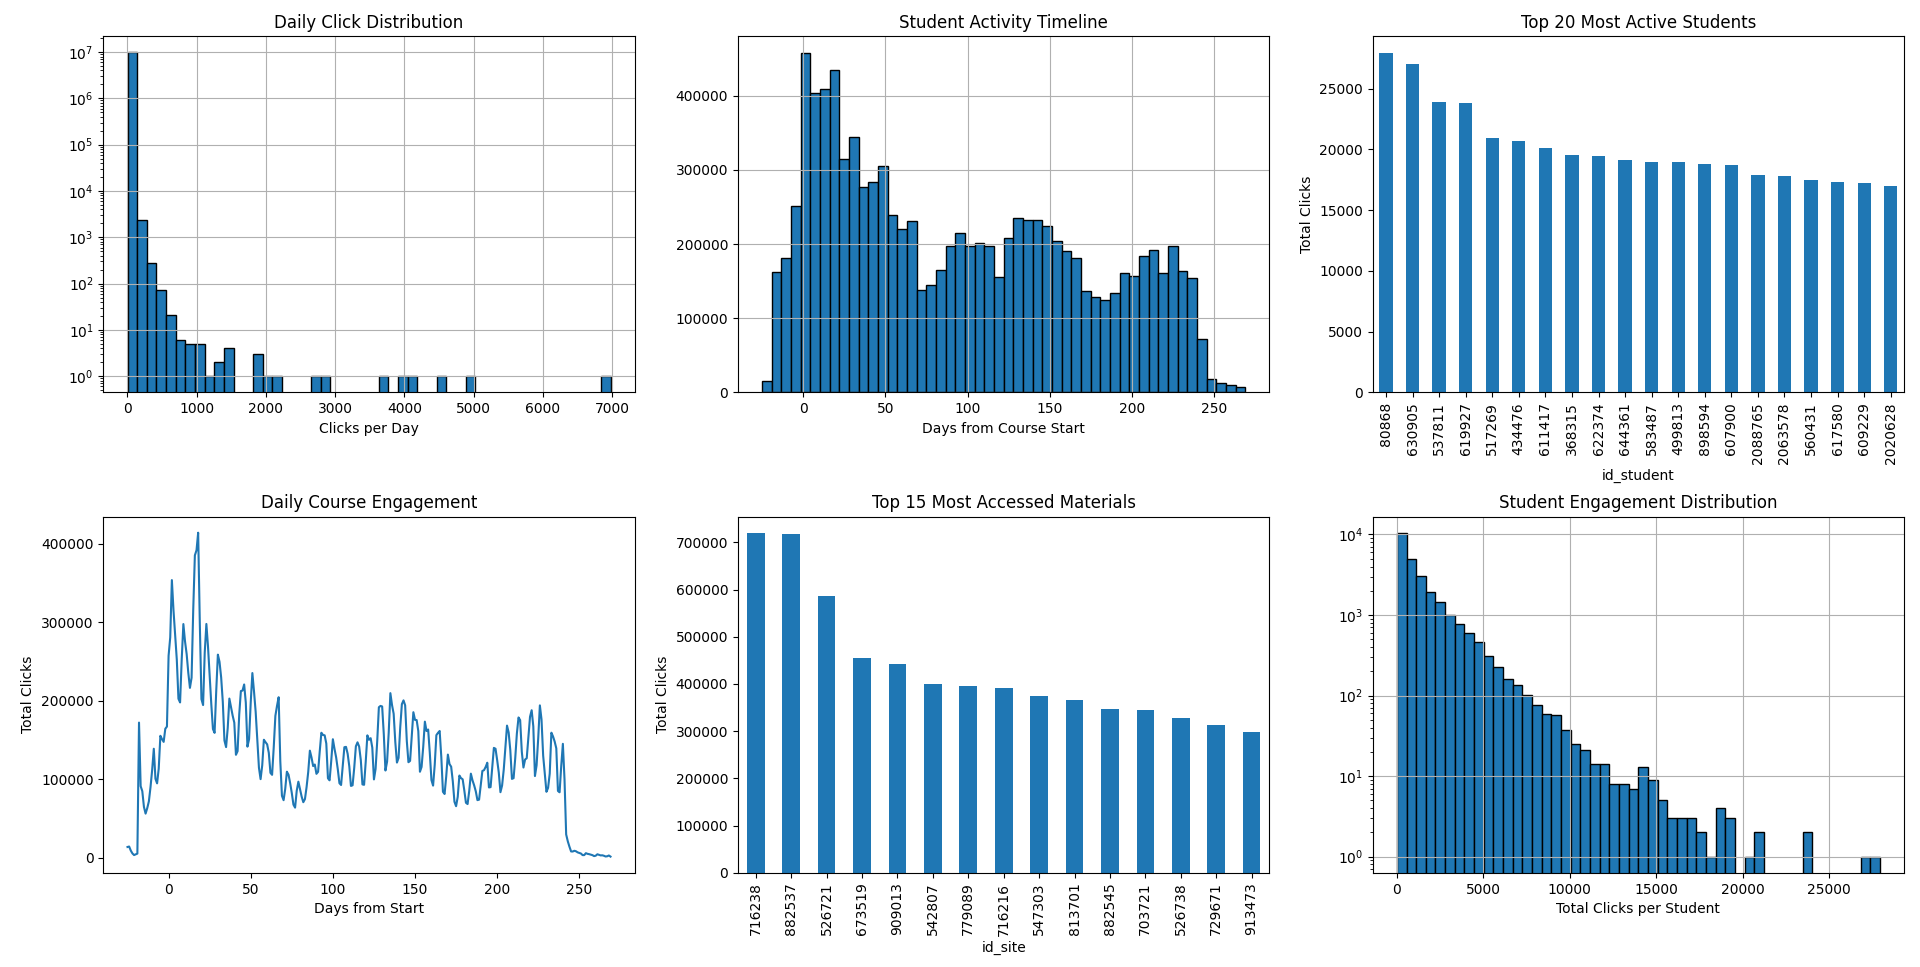 Daily Click Distribution
10^7
10^6
10^5
10^4
10^3
10^2
10^1
10^0
0 1000 2000 3000 4000 5000 6000 7000
Clicks per Day
Student Activity Timeline
400000
300000
200000
100000
0
0 50 100 150 200 250
Days from Course Start
Top 20 Most Active Students
Total Clicks
25000
20000
15000
10000
5000
0
80868 630905 537811 619927 517269 434476 611417 368315 622374 644361 583487 499813 898594 607900 2088765 2063578 560431 617580 609229 2020628
id_student
Daily Course Engagement
Total Clicks
400000
300000
200000
100000
0
0 50 100 150 200 250
Days from Start
Top 15 Most Accessed Materials
Total Clicks
700000
600000
500000
400000
300000
200000
100000
0
716238 882537 526721 673519 909013 542807 779089 716216 547303 813701 882545 703721 526738 729671 913473
id_site
Student Engagement Distribution
10^4
10^3
10^2
10^1
10^0
0 5000 10000 15000 20000 25000
Total Clicks per Student